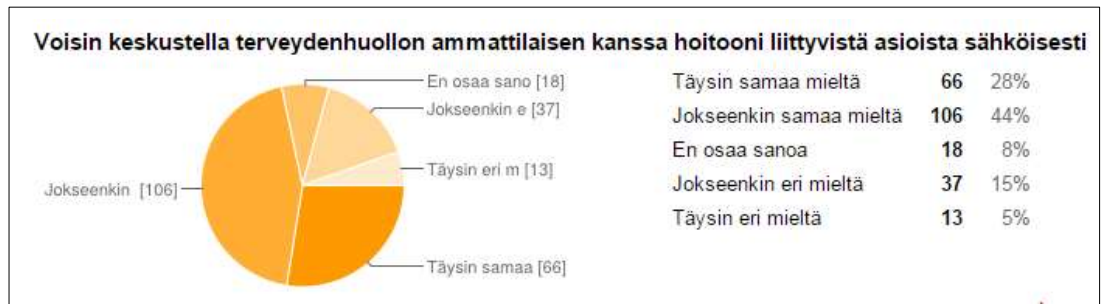 Voisin keskustella terveydenhuollon ammattilaisen kanssa hoitooni liittyvistä asioista sähköisesti
En osaa sano [18]
Jokseenkin e [37]
Täysin eri m [13]
Jokseenkin [106]
Täysin samaa [66]
Täysin samaa mieltä 66 28%
Jokseenkin samaa mieltä 106 44%
En osaa sanoa 18 8%
Jokseenkin eri mieltä 37 15%
Täysin eri mieltä 13 5%